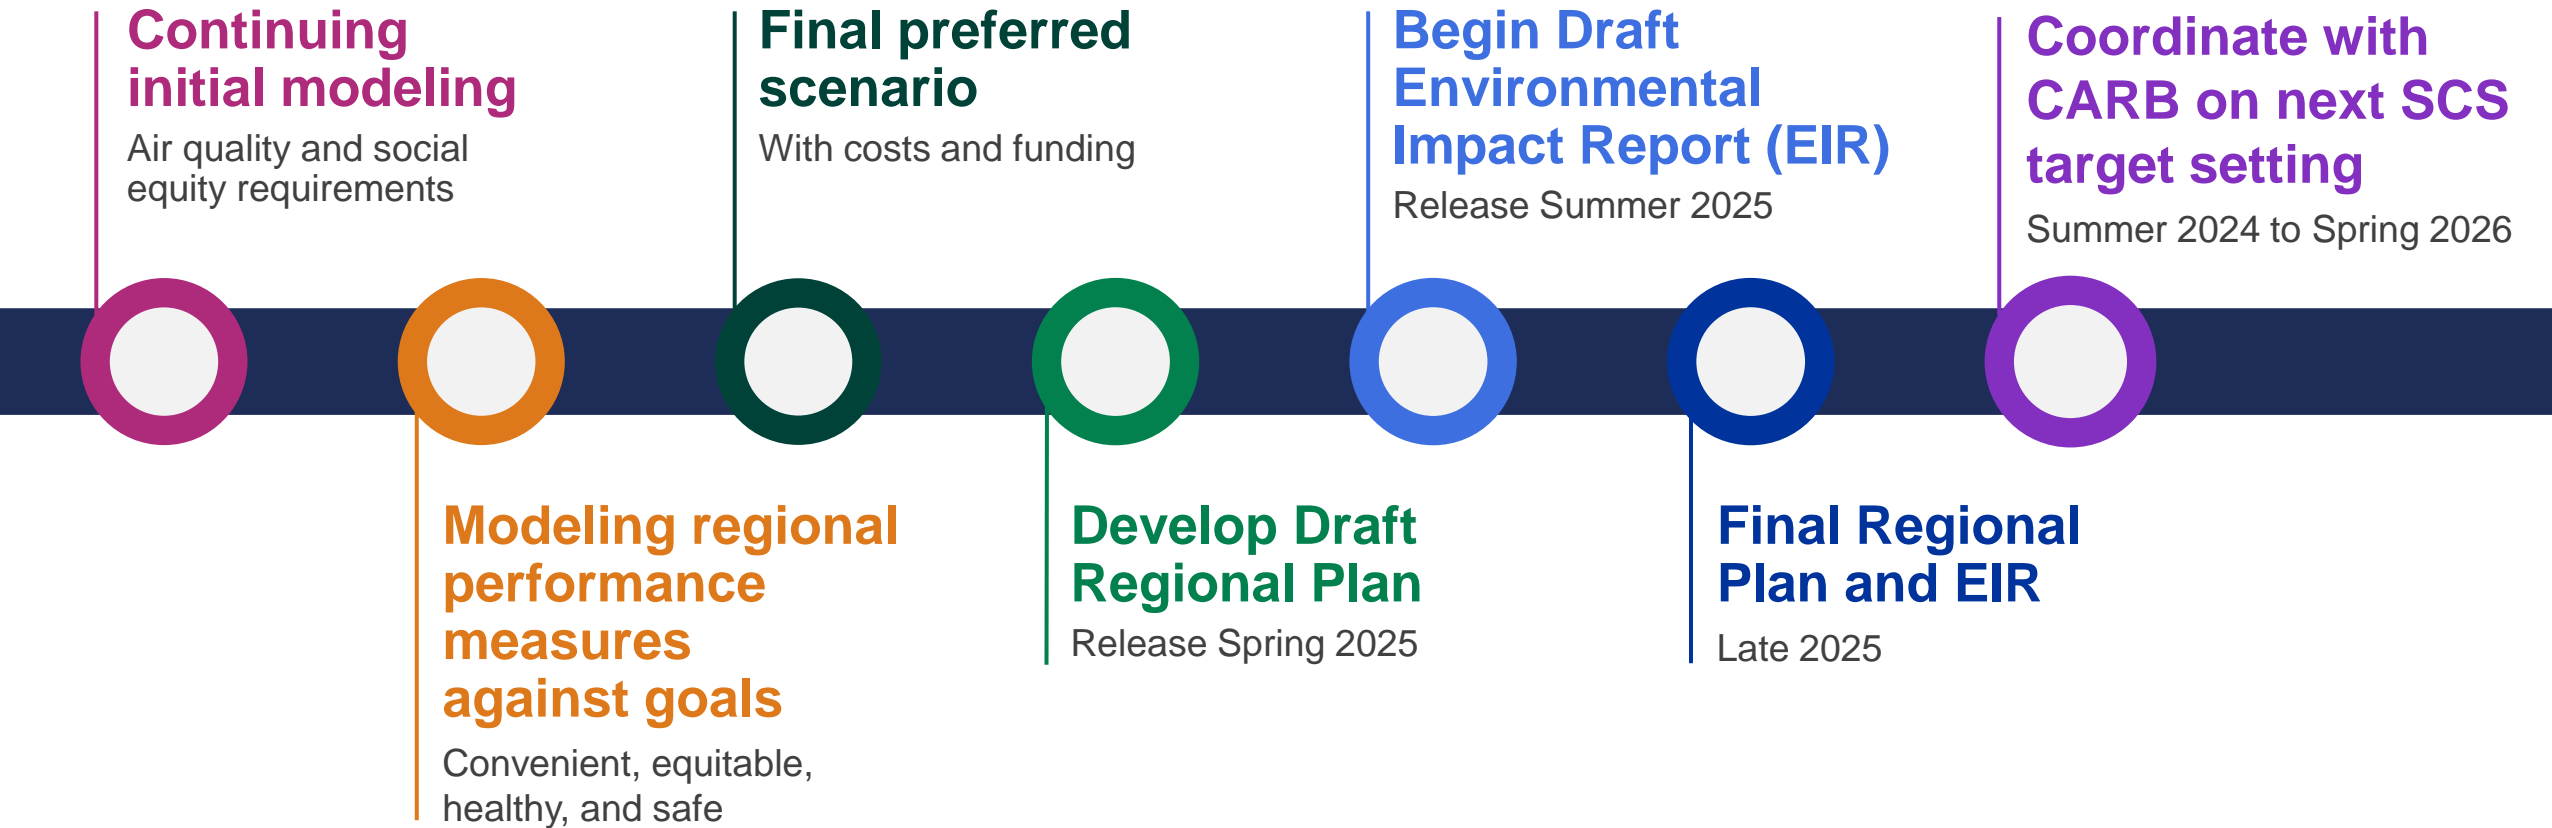 Continuing
initial modeling
Air quality and social
equity requirements
Modeling regional
performance
measures
against goals
Convenient, equitable,
healthy, and safe
Final preferred
scenario
With costs and funding
Develop Draft
Regional Plan
Release Spring 2025
Begin Draft
Environmental
Impact Report (EIR)
Release Summer 2025
Final Regional
Plan and EIR
Late 2025
Coordinate with
CARB on next SCS
target setting
Summer 2024 to Spring 2026